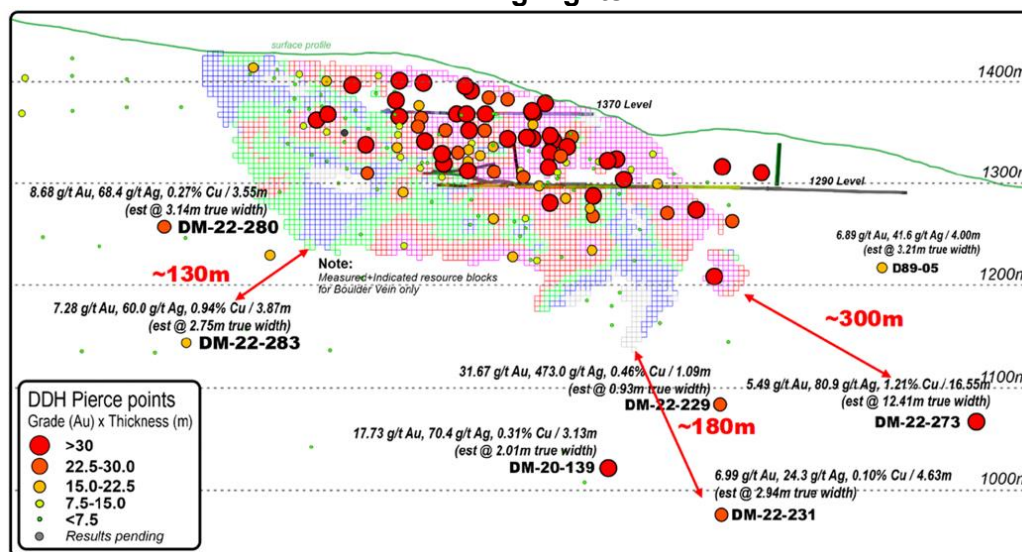 surface profile
1400m
1370 Level
1300m
1290 Level
8.68 g/t Au, 68.4 g/t Ag, 0.27% Cu / 3.55m
(est @ 3.14m true width)
DM-22-280
6.89 g/t Au, 41.6 g/t Ag / 4.00m
(est @ 3.21m true width)
D89-05
~130m
Note:
Measured+Indicated resource blocks
for Boulder Vein only
1200m
7.28 g/t Au, 60.0 g/t Ag, 0.94% Cu / 3.87m
(est @ 2.75m true width)
DM-22-283
~300m
31.67 g/t Au, 473.0 g/t Ag, 0.46% Cu / 1.09m
(est @ 0.93m true width)
DM-22-229
1100m
5.49 g/t Au, 80.9 g/t Ag, 1.21% Cu / 16.55m
(est @ 12.41m true width)
DM-22-273
~180m
17.73 g/t Au, 70.4 g/t Ag, 0.31% Cu / 3.13m
(est @ 2.01m true width)
DM-20-139
6.99 g/t Au, 24.3 g/t Ag, 0.10% Cu / 4.63m
(est @ 2.94m true width)
1000m
DM-22-231
DDH Pierce points
Grade (Au) x Thickness (m)
>30
22.5-30.0
15.0-22.5
7.5-15.0
<7.5
Results pending